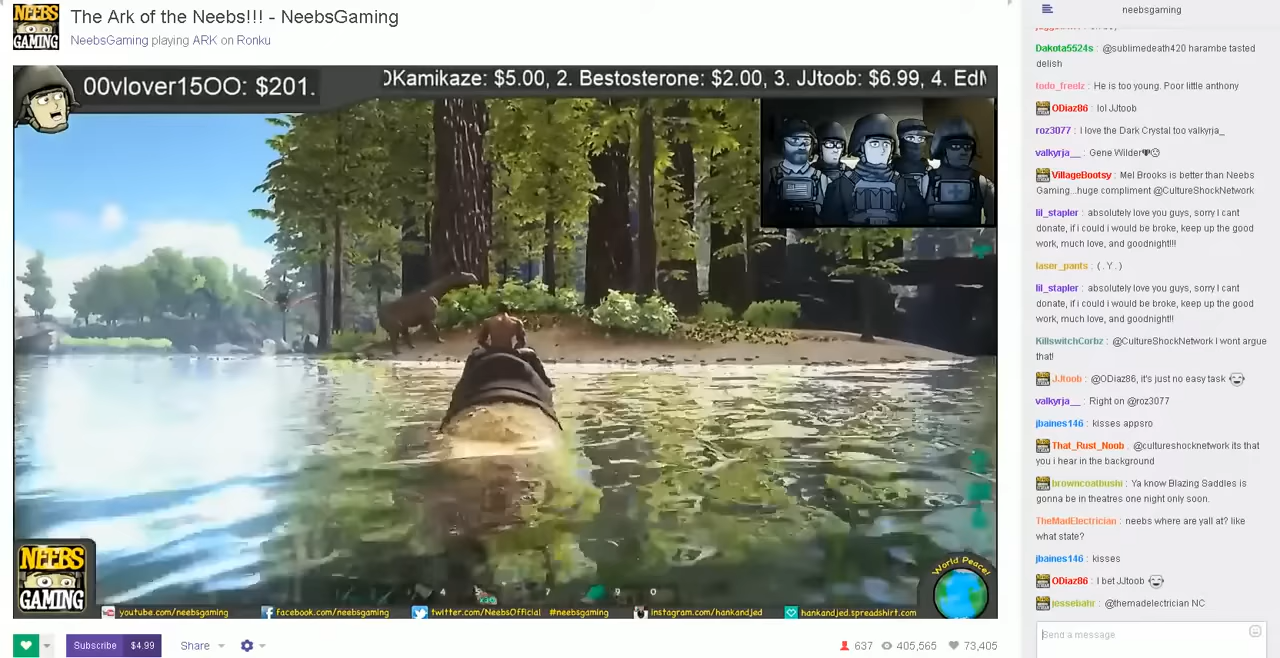 NEEBS
GAMING
The Ark of the Neebs!!! - NeebsGaming
NeebsGaming playing ARK on Ronku
00vlover15OO: $201.
OKamikaze: $5.00, 2. Bestosterone: $2.00, 3. JJtoob: $6.99, 4. EdM
NEEBS
GAMING
World Peace!
4 5 7 9 0
youtube.com/neebsgaming facebook.com/neebsgaming twitter.com/NeebsOfficial #neebsgaming instagram.com/hankandjed hankandjed.spreadshirt.com
Subscribe $4.99 Share 637 405,565 73,405
neebsgaming
Dakota5524s : @sublimedeath420 harambe tasted
delish
todo_freelz : He is too young. Poor little anthony
ODiaz86 : lol JJtoob
roz3077 : I love the Dark Crystal too valkyrja_
valkyrja__ : Gene Wilder
VillageBootsy : Mel Brooks is better than Neebs
Gaming...huge compliment @CultureShockNetwork
lil_stapler : absolutely love you guys, sorry I cant
donate, if i could i would be broke, keep up the good
work, much love, and goodnight!!!
laser_pants : ( . Y . )
lil_stapler : absolutely love you guys, sorry I cant
donate, if i could i would be broke, keep up the good
work, much love, and goodnight!!
KillswitchCorbz : @CultureShockNetwork I wont argue
that!
JJtoob : @ODiaz86, it's just no easy task
valkyrja__ : Right on @roz3077
jbaines146 : kisses appsro
That_Rust_Noob : @cultureshocknetwork its that
you i hear in the background
browncoatbushi : Ya know Blazing Saddles is
gonna be in theatres one night only soon.
TheMadElectrician : neebs where are yall at? like
what state?
jbaines146 : kisses
ODiaz86 : I bet JJtoob
jessebahr : @themadelectrician NC
Send a message